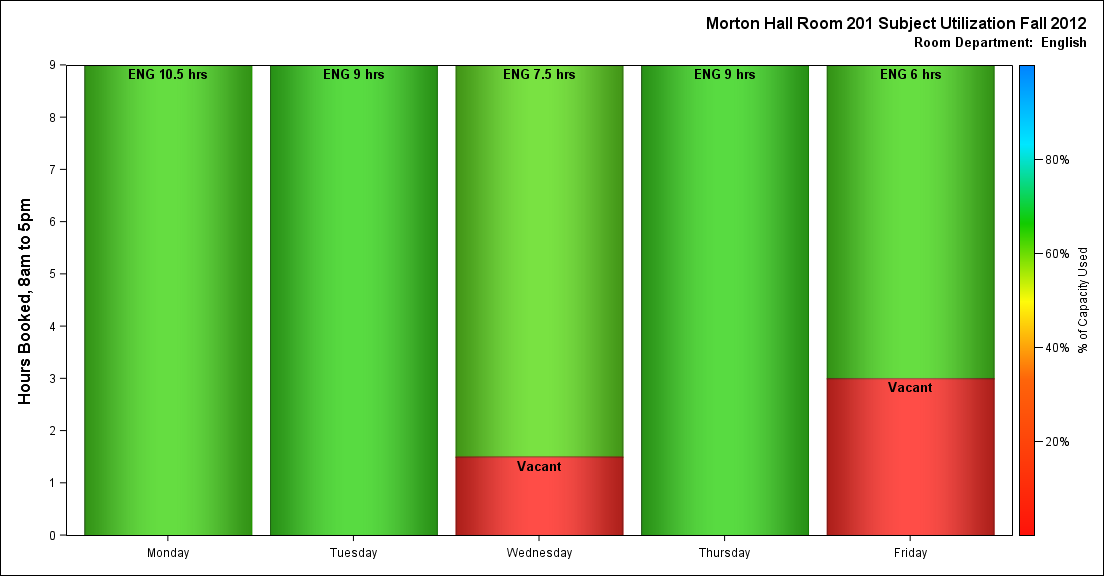 Morton Hall Room 201 Subject Utilization Fall 2012
Room Department:  English
Hours Booked, 8am to 5pm
9
8
7
6
5
4
3
2
1
0
ENG 10.5 hrs
ENG 9 hrs
ENG 7.5 hrs
Vacant
ENG 9 hrs
ENG 6 hrs
Vacant
Monday
Tuesday
Wednesday
Thursday
Friday
80%
60%
40%
20%
% of Capacity Used